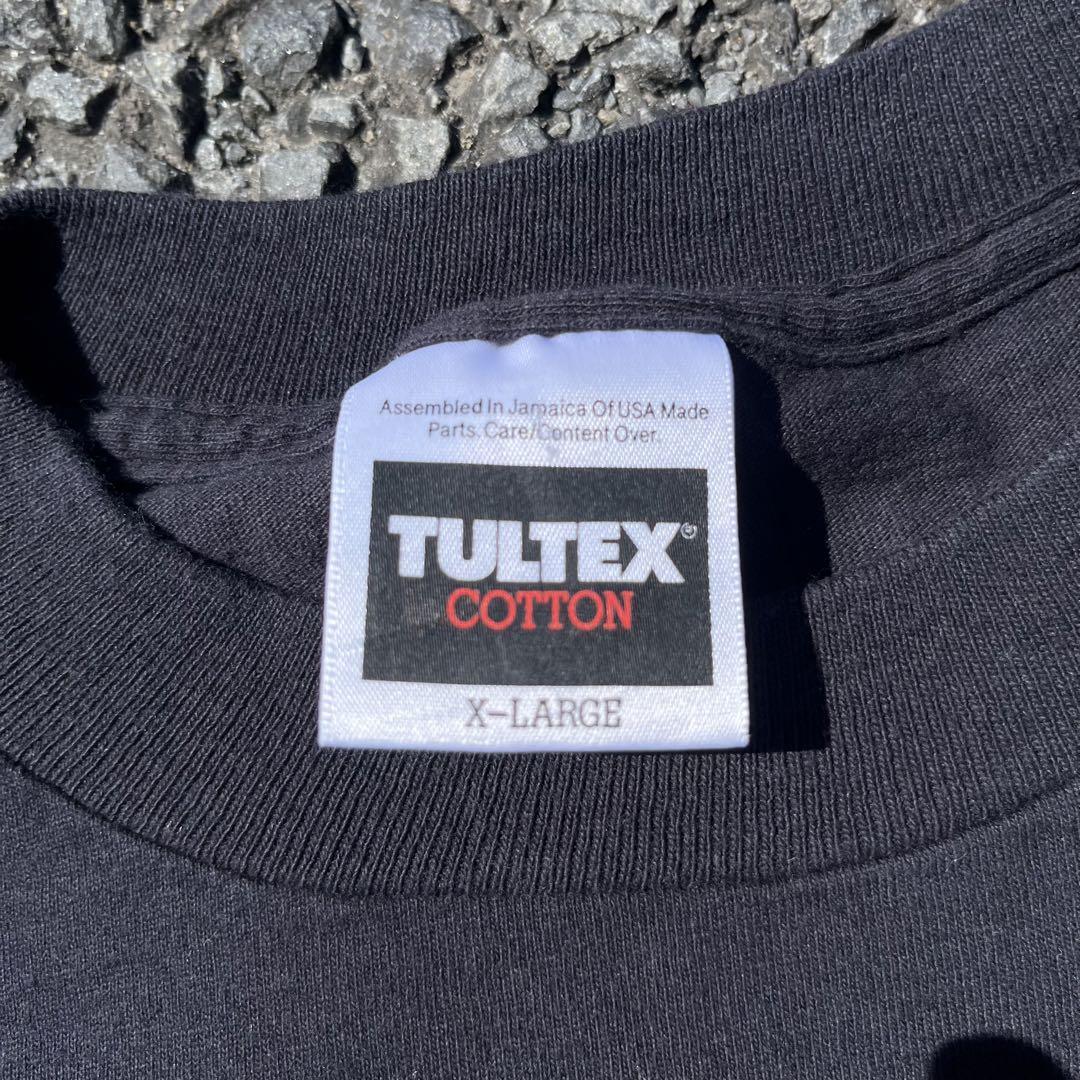 Assembled In Jamaica Of USA Made
Parts. Care/Content Over.
TULTEX®
COTTON
X-LARGE